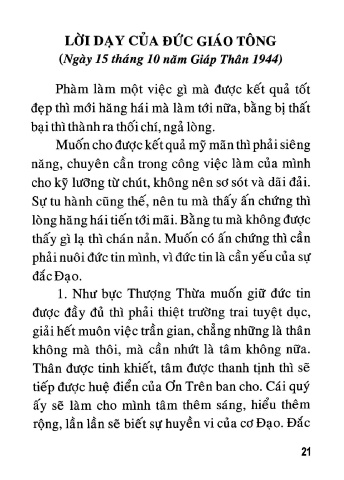 LỜI DẠY CỦA ĐỨC GIÁO TÔNG
(Ngày 15 tháng 10 năm Giáp Thân 1944)
Phàm làm một việc gì mà được kết quả tốt
đẹp thì mới hăng hái mà làm tới nữa, bằng bị thất
bại thì thành ra thối chí, ngả lòng.
Muốn cho được kết quả mỹ mãn thì phải siêng
năng, chuyên cần trong công việc làm của mình
cho kỹ lưỡng từ chút, không nên sơ sót và dãi đải.
Sự tu hành cũng thế, nên tu mà thấy ấn chứng thì
lòng hăng hái tiến tới mãi. Bằng tu mà không được
thấy gì lạ thì chán nản. Muốn có ấn chứng thì cần
phải nuôi đức tin mình, vì đức tin là cần yếu của sự
đắc Đạo.
1. Như bực Thượng Thừa muốn giữ đức tin
được đầy đủ thì phải thiệt trường trai tuyệt dục,
giải hết muôn việc trần gian, chẳng những là thân
không mà thôi, mà cần nhứt là tâm không nữa.
Thân được tinh khiết, tâm được thanh tịnh thì sẽ
tiếp được huệ điển của Ơn Trên ban cho. Cái quý
ấy sẽ làm cho mình tâm thêm sáng, hiểu thêm
rộng, lần lần sẽ biết sự huyền vi của cơ Đạo. Đắc
21